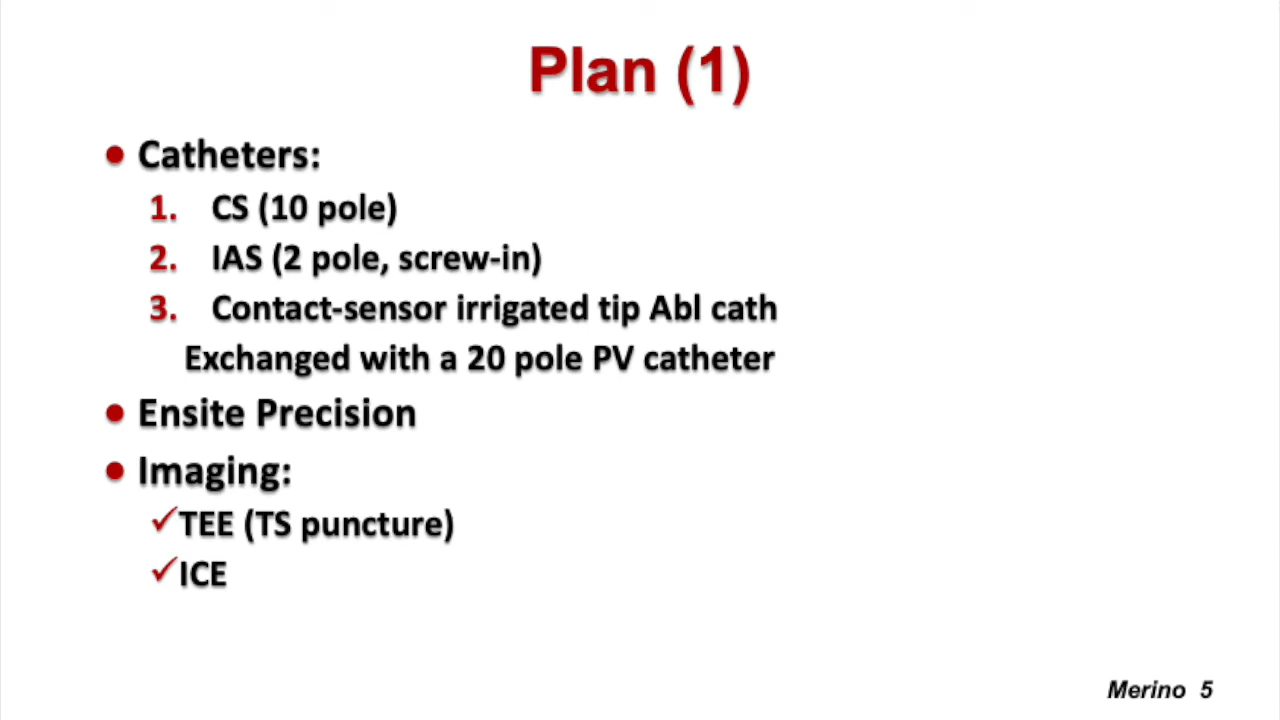 Plan (1)
• Catheters:
1. CS (10 pole)
2. IAS (2 pole, screw-in)
3. Contact-sensor irrigated tip Abl cath
Exchanged with a 20 pole PV catheter
• Ensite Precision
• Imaging:
✓TEE (TS puncture)
✓ICE
Merino 5